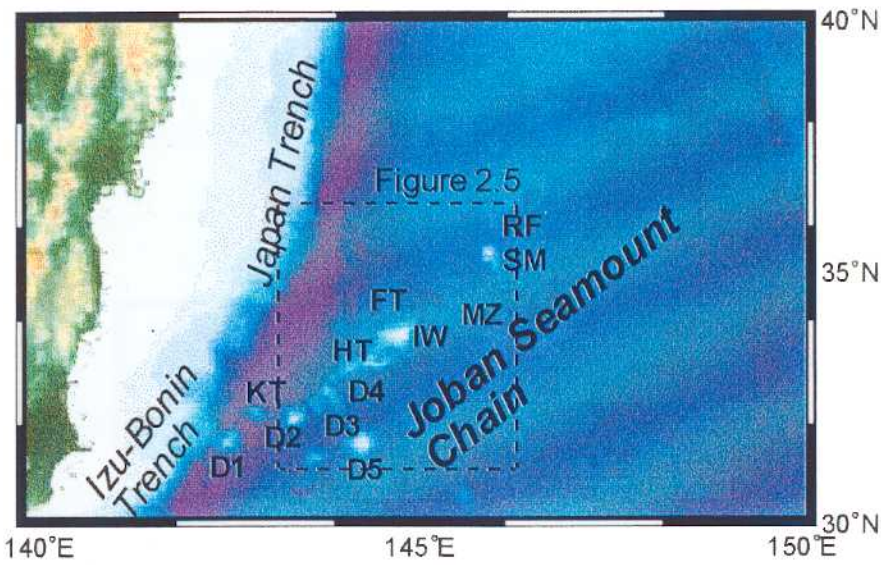 40°N
Japan Trench
Figure 2.5
RF
SM
35°N
FT
MZ
IW
HT
Joban Seamount
Chain
KT
D4
D3
D2
D1
D5
Izu-Bonin
Trench
30°N
140°E
145°E
150°E